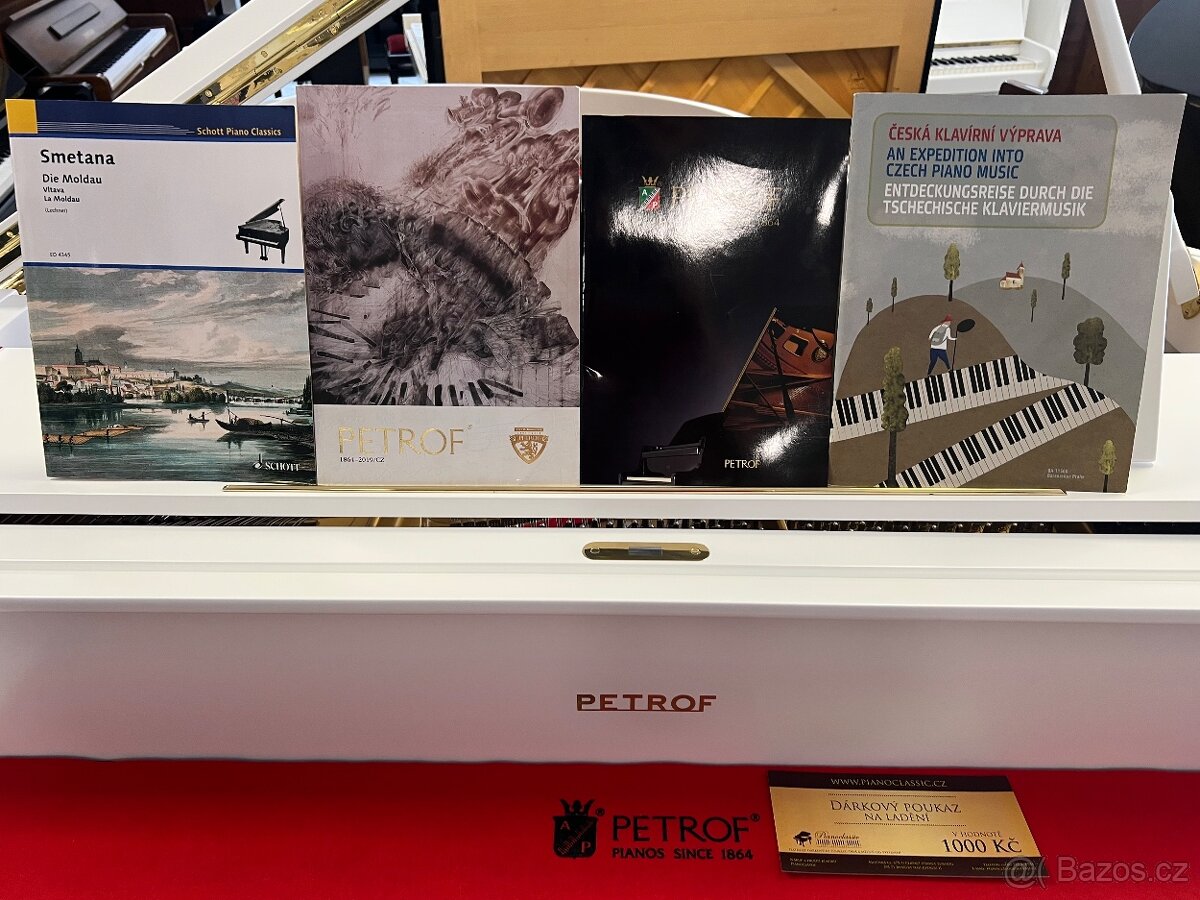 Schott Piano Classics
Smetana
Die Moldau
Vltava
La Moldau
(Lechner)
ED 4345
SCHOTT
PETROF
1864–2019/CZ
PETROF
ČESKÁ KLAVÍRNÍ VÝPRAVA
AN EXPEDITION INTO
CZECH PIANO MUSIC
ENTDECKUNGSREISE DURCH DIE
TSCHECHISCHE KLAVIERMUSIK
PETROF
A P PETROF®
PIANOS SINCE 1864
WWW.PIANOCLASSIC.CZ
DÁRKOVÝ POUKAZ
NA LADĚNÍ
V HODNOTĚ
1000 KČ
Pianoclassic
Bazoš.cz